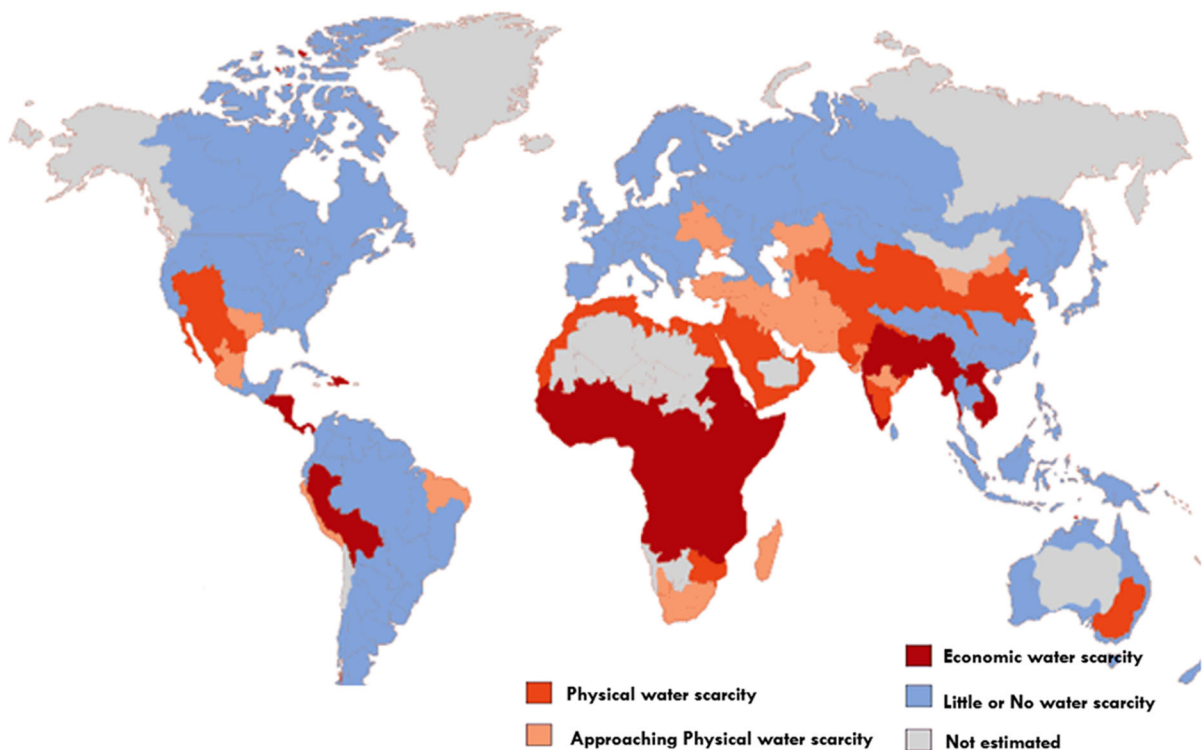 Economic water scarcity
Physical water scarcity
Little or No water scarcity
Approaching Physical water scarcity
Not estimated